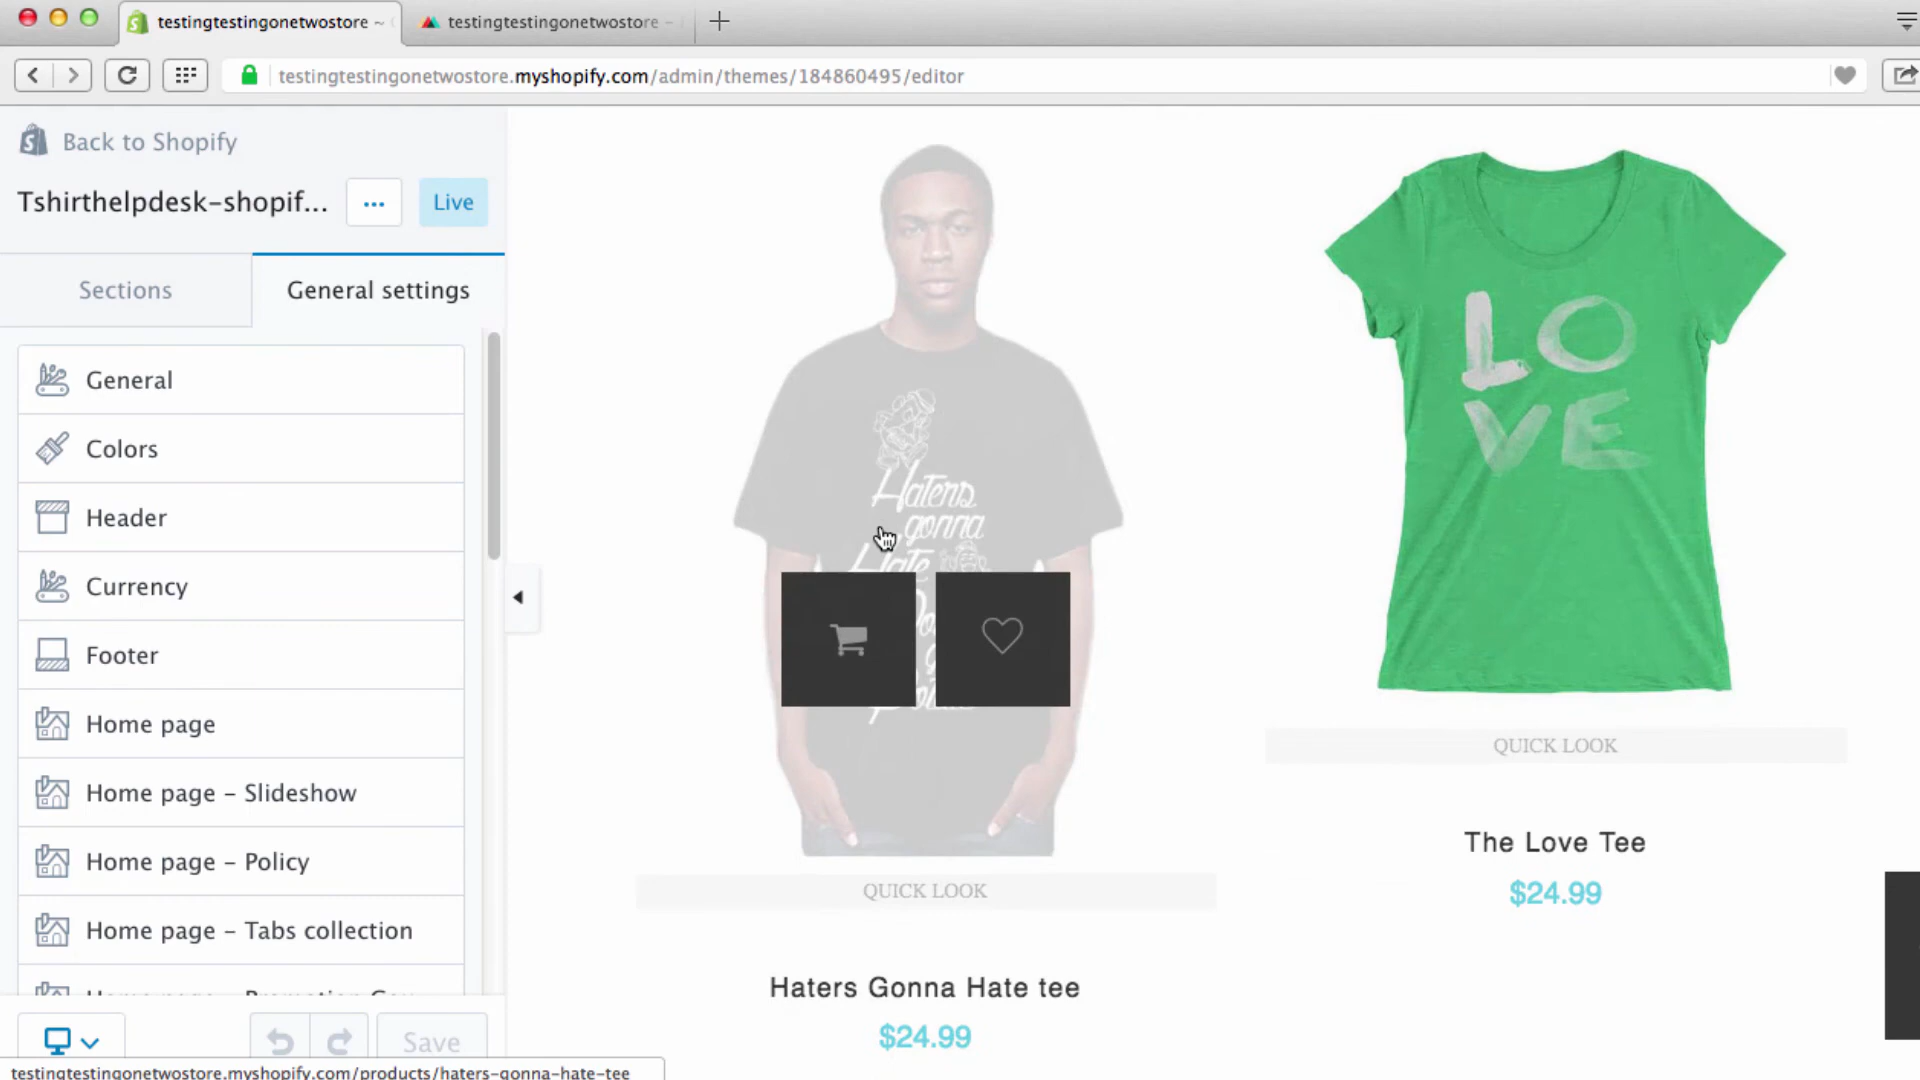 testingtestingonetwostore ~
testingtestingonetwostore –
testingtestingonetwostore.myshopify.com/admin/themes/184860495/editor
Back to Shopify
Tshirthelpdesk-shopif...
Live
Sections
General settings
General
Colors
Header
Currency
Footer
Home page
Home page – Slideshow
Home page – Policy
Home page – Tabs collection
Save
testingtestingonetwostore.myshopify.com/products/haters-gonna-hate-tee
Haters
gonna
Hate
QUICK LOOK
Haters Gonna Hate tee
$24.99
LO
VE
QUICK LOOK
The Love Tee
$24.99